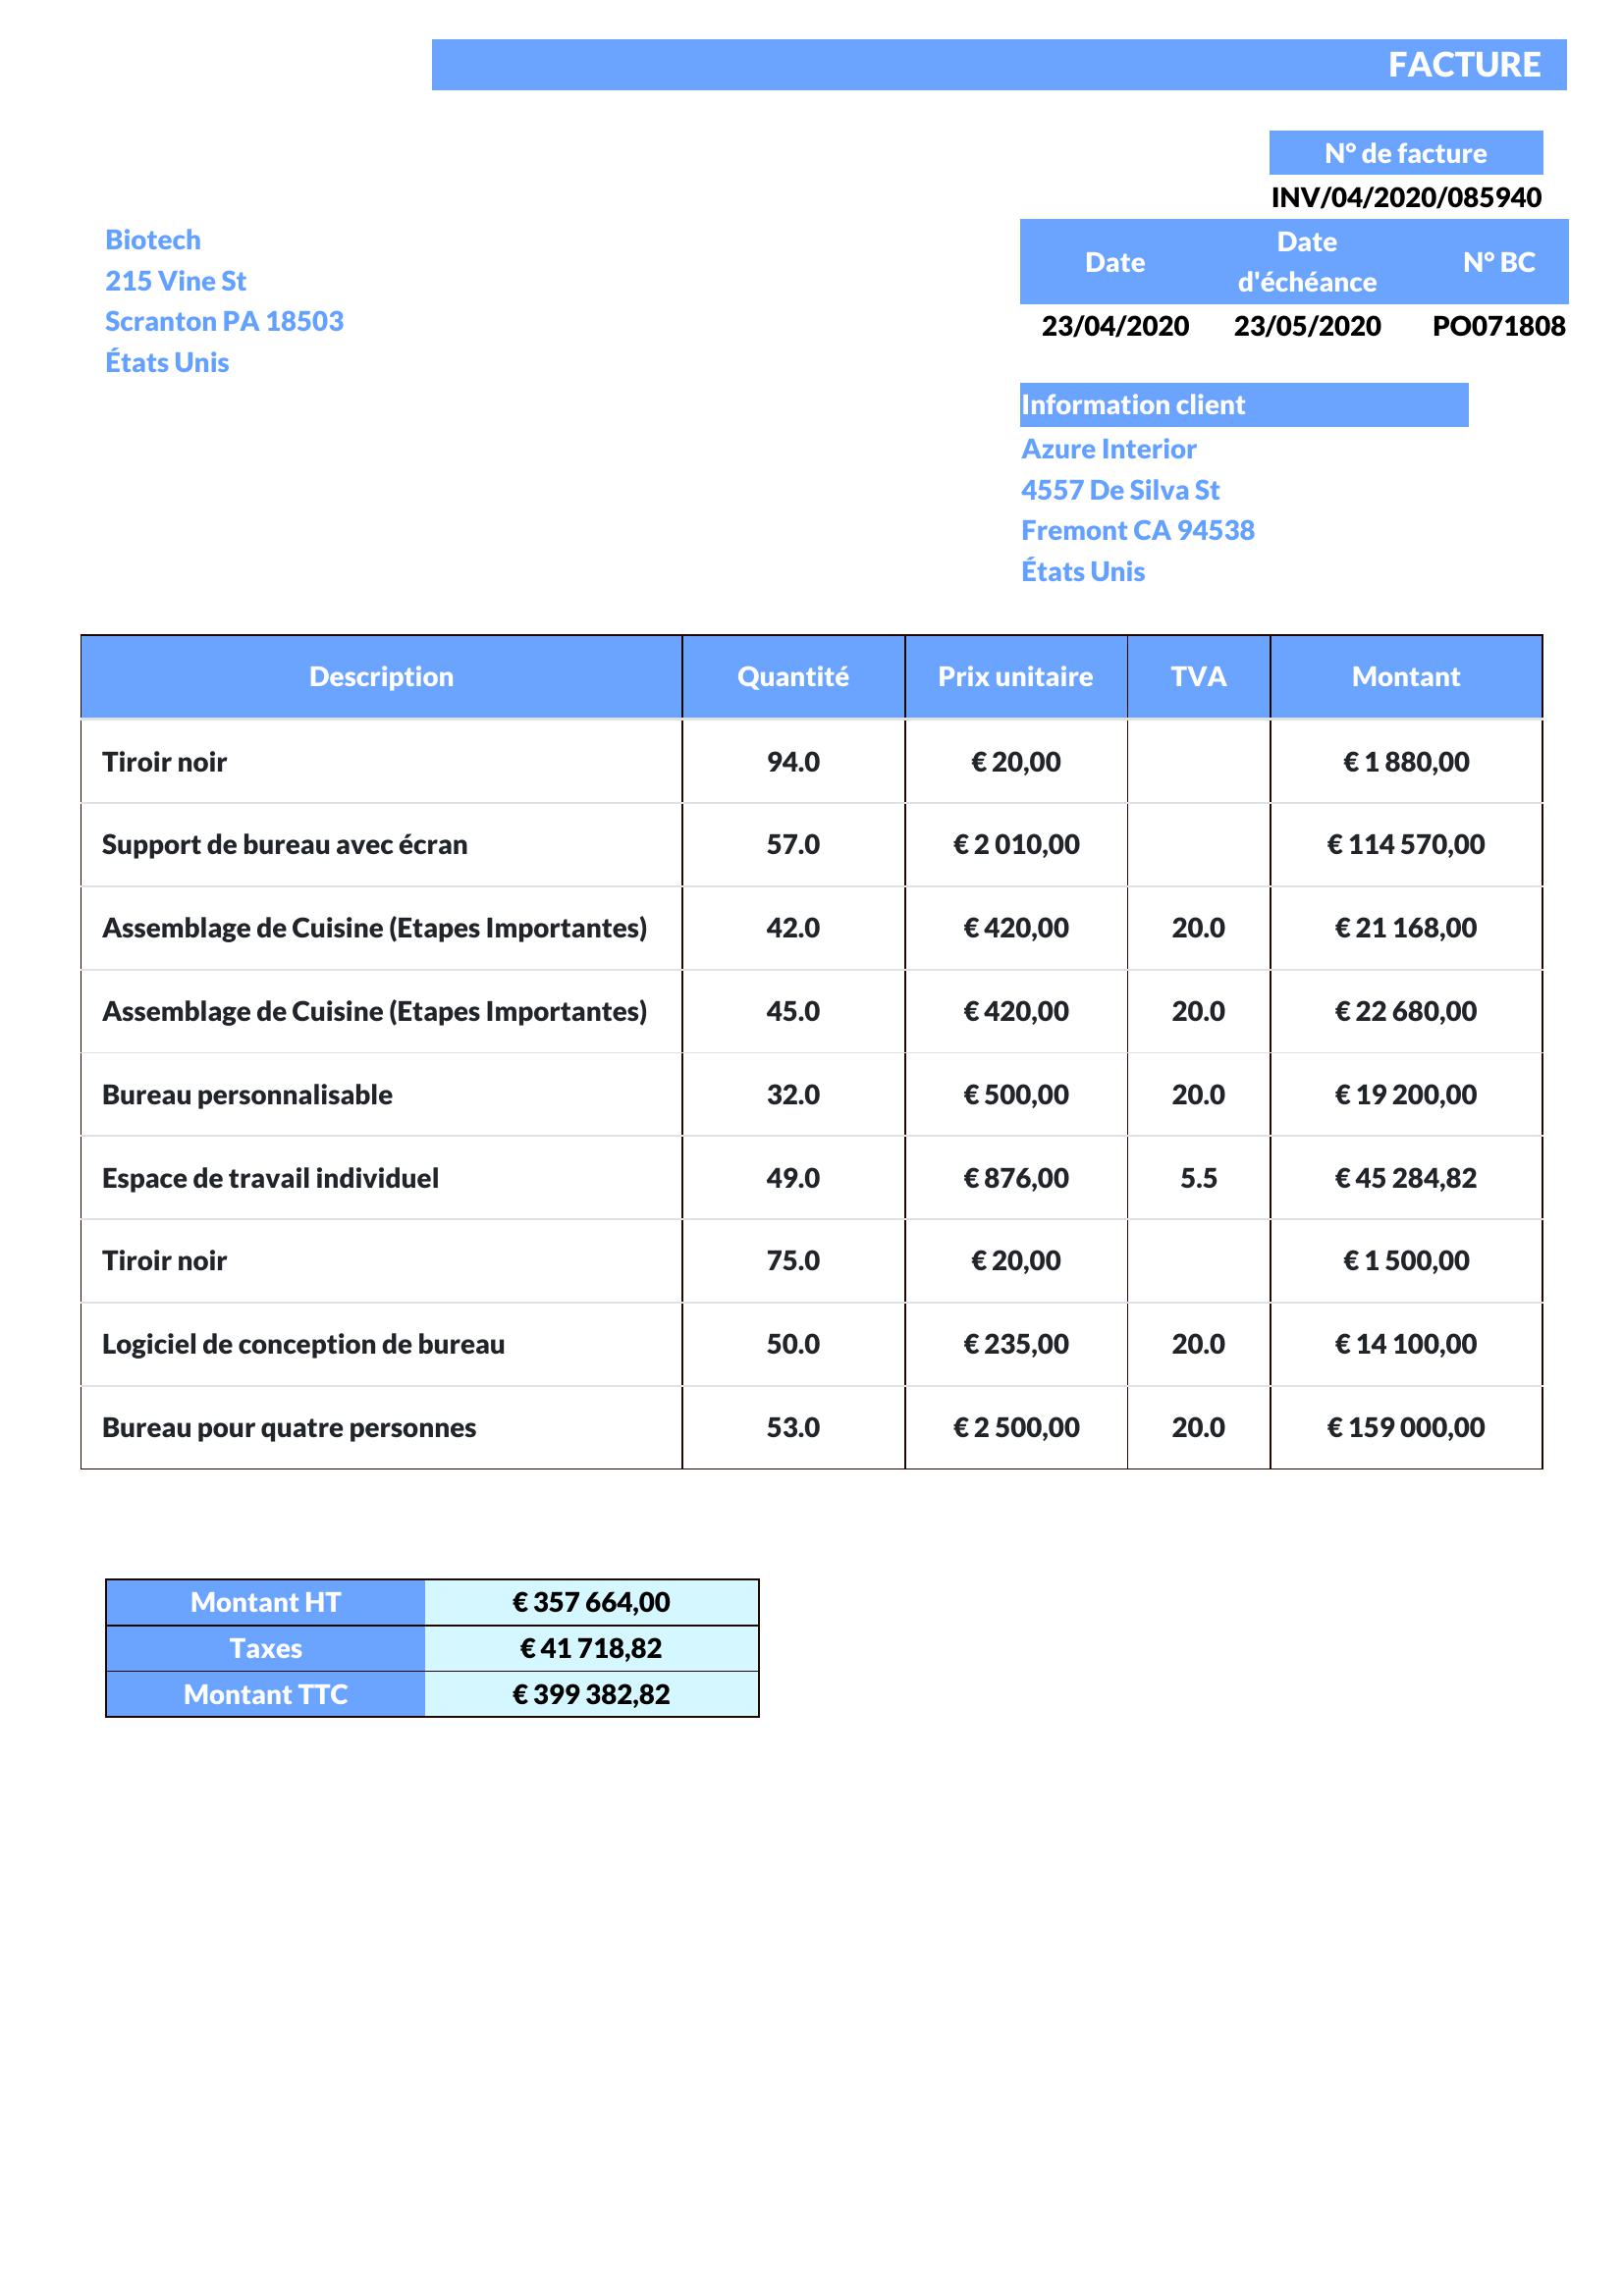 FACTURE
N° de facture
INV/04/2020/085940
Biotech
215 Vine St
Scranton PA 18503
États Unis
Date Date d'échéance N° BC
23/04/2020 23/05/2020 PO071808
Information client
Azure Interior
4557 De Silva St
Fremont CA 94538
États Unis
Description Quantité Prix unitaire TVA Montant
Tiroir noir 94.0 € 20,00 € 1 880,00
Support de bureau avec écran 57.0 € 2 010,00 € 114 570,00
Assemblage de Cuisine (Etapes Importantes) 42.0 € 420,00 20.0 € 21 168,00
Assemblage de Cuisine (Etapes Importantes) 45.0 € 420,00 20.0 € 22 680,00
Bureau personnalisable 32.0 € 500,00 20.0 € 19 200,00
Espace de travail individuel 49.0 € 876,00 5.5 € 45 284,82
Tiroir noir 75.0 € 20,00 € 1 500,00
Logiciel de conception de bureau 50.0 € 235,00 20.0 € 14 100,00
Bureau pour quatre personnes 53.0 € 2 500,00 20.0 € 159 000,00
Montant HT € 357 664,00
Taxes € 41 718,82
Montant TTC € 399 382,82